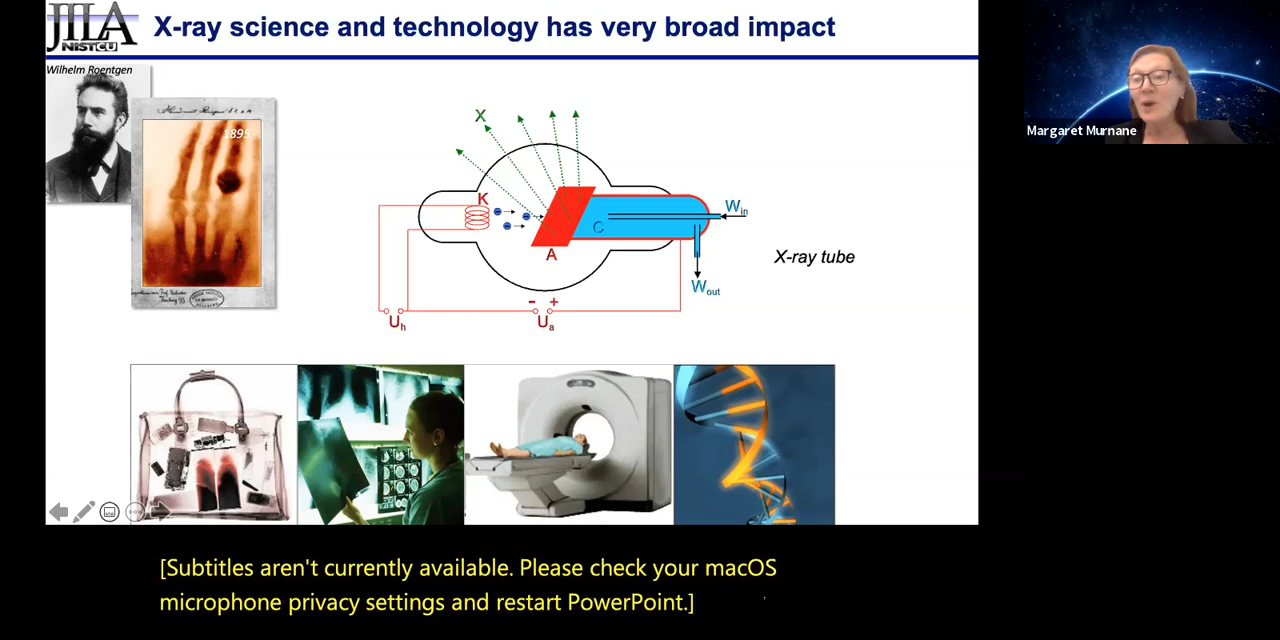 JILA
NIST CU
X-ray science and technology has very broad impact
Wilhelm Roentgen
1895
X
K
C
A
W_in
W_out
X-ray tube
- +
U_h
U_a
Margaret Murnane
[Subtitles aren't currently available. Please check your macOS
microphone privacy settings and restart PowerPoint.]